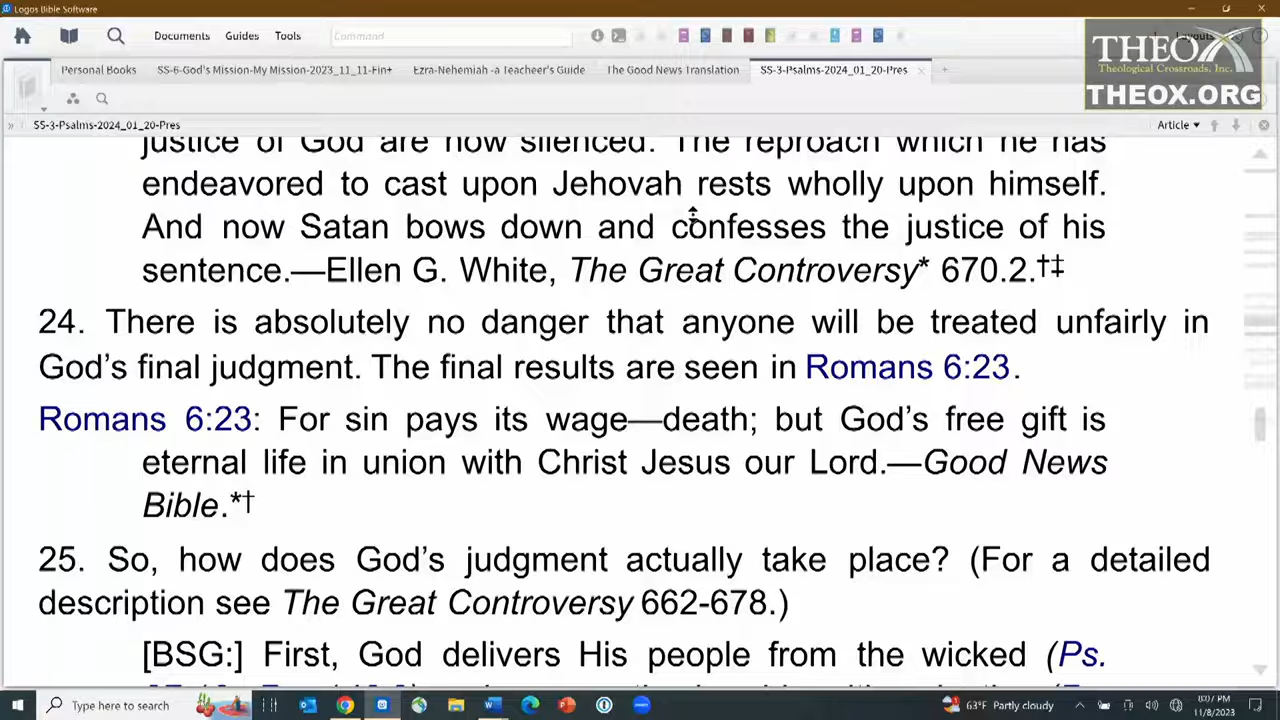 Logos Bible Software
Documents Guides Tools Command Layouts
THEOX
Theological Crossroads, Inc.
THEOX.ORG
Personal Books SS-6-God's Mission-My Mission-2023_11_11-Fin+ Teacher's Guide The Good News Translation SS-3-Psalms-2024_01_20-Pres
SS-3-Psalms-2024_01_20-Pres Article
justice of God are now silenced. The reproach which he has
endeavored to cast upon Jehovah rests wholly upon himself.
And now Satan bows down and confesses the justice of his
sentence.—Ellen G. White, The Great Controversy* 670.2.†‡
24. There is absolutely no danger that anyone will be treated unfairly in
God's final judgment. The final results are seen in Romans 6:23.
Romans 6:23: For sin pays its wage—death; but God's free gift is
eternal life in union with Christ Jesus our Lord.—Good News
Bible.*†
25. So, how does God's judgment actually take place? (For a detailed
description see The Great Controversy 662-678.)
[BSG:] First, God delivers His people from the wicked (Ps.
Type here to search 63°F Partly cloudy 8:07 PM
11/8/2023